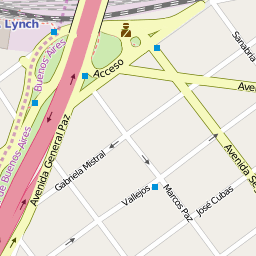 Lynch
Buenos Aires
Acceso
Sanabria
Ave
Avenida General Paz
de Buenos Aires
Gabriela Mistral
Avenida Se
Vallejos
Marcos Paz
José Cubas